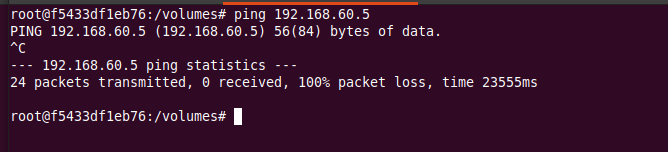 root@f5433df1eb76:/volumes# ping 192.168.60.5
PING 192.168.60.5 (192.168.60.5) 56(84) bytes of data.
^C
--- 192.168.60.5 ping statistics ---
24 packets transmitted, 0 received, 100% packet loss, time 23555ms
root@f5433df1eb76:/volumes#